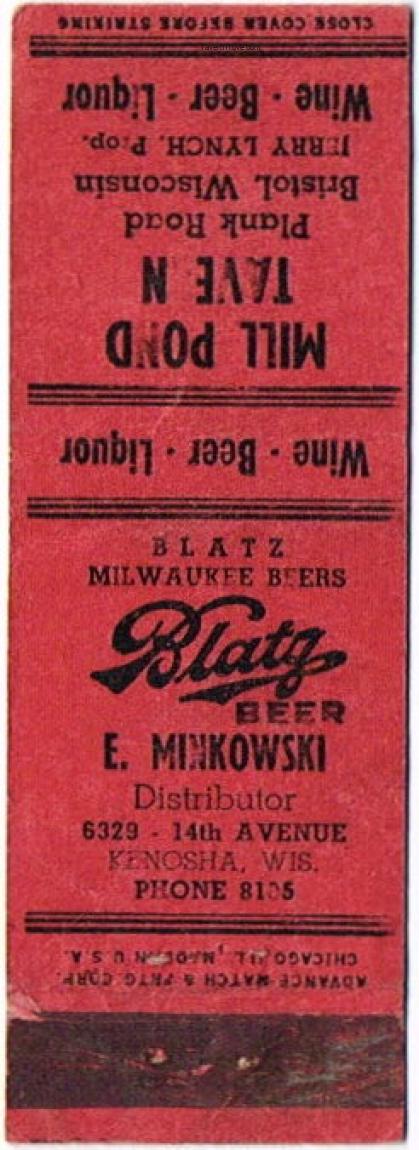 CLOSE COVER BEFORE STRIKING
Wine - Beer - Liquor
JERRY LYNCH, Prop.
Bristol, Wisconsin
Plank Road
TAVE N
MILL POND
Wine - Beer - Liquor
BLATZ
MILWAUKEE BEERS
Blatz
BEER
E. MINKOWSKI
Distributor
6329 - 14th AVENUE
KENOSHA, WIS.
PHONE
ADVANCE MATCH & PRTG. CORP.
CHICAGO, ILL., MADE IN U.S.A.